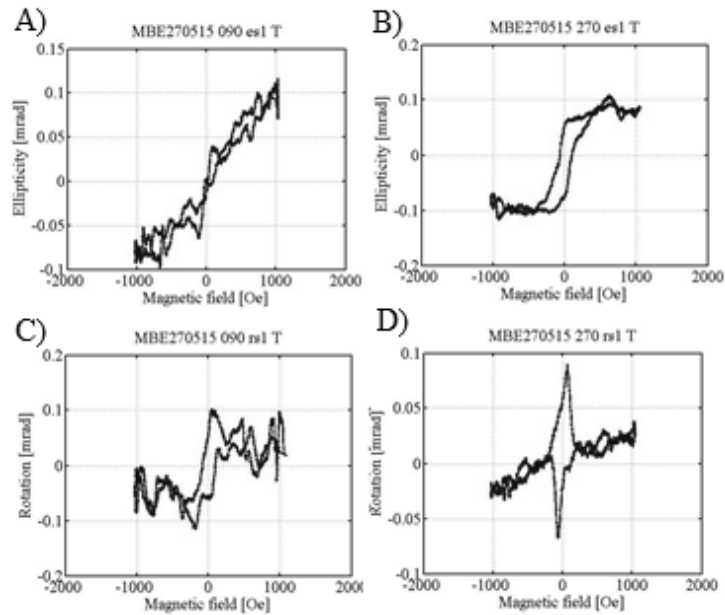 A)
MBE270515 090 es1 T
0.15
0.1
0.05
0
-0.05
-0.1
Ellipticity [mrad]
-2000 -1000 0 1000 2000
Magnetic field [Oe]
B)
MBE270515 270 es1 T
0.2
0.1
0
-0.1
-0.2
Ellipticity [mrad]
-2000 -1000 0 1000 2000
Magnetic field [Oe]
C)
MBE270515 090 rs1 T
0.2
0.1
0
-0.1
-0.2
Rotation [mrad]
-2000 -1000 0 1000 2000
Magnetic field [Oe]
D)
MBE270515 270 rs1 T
0.1
0.05
0
-0.05
-0.1
Rotation [mrad]
-2000 -1000 0 1000 2000
Magnetic field [Oe]